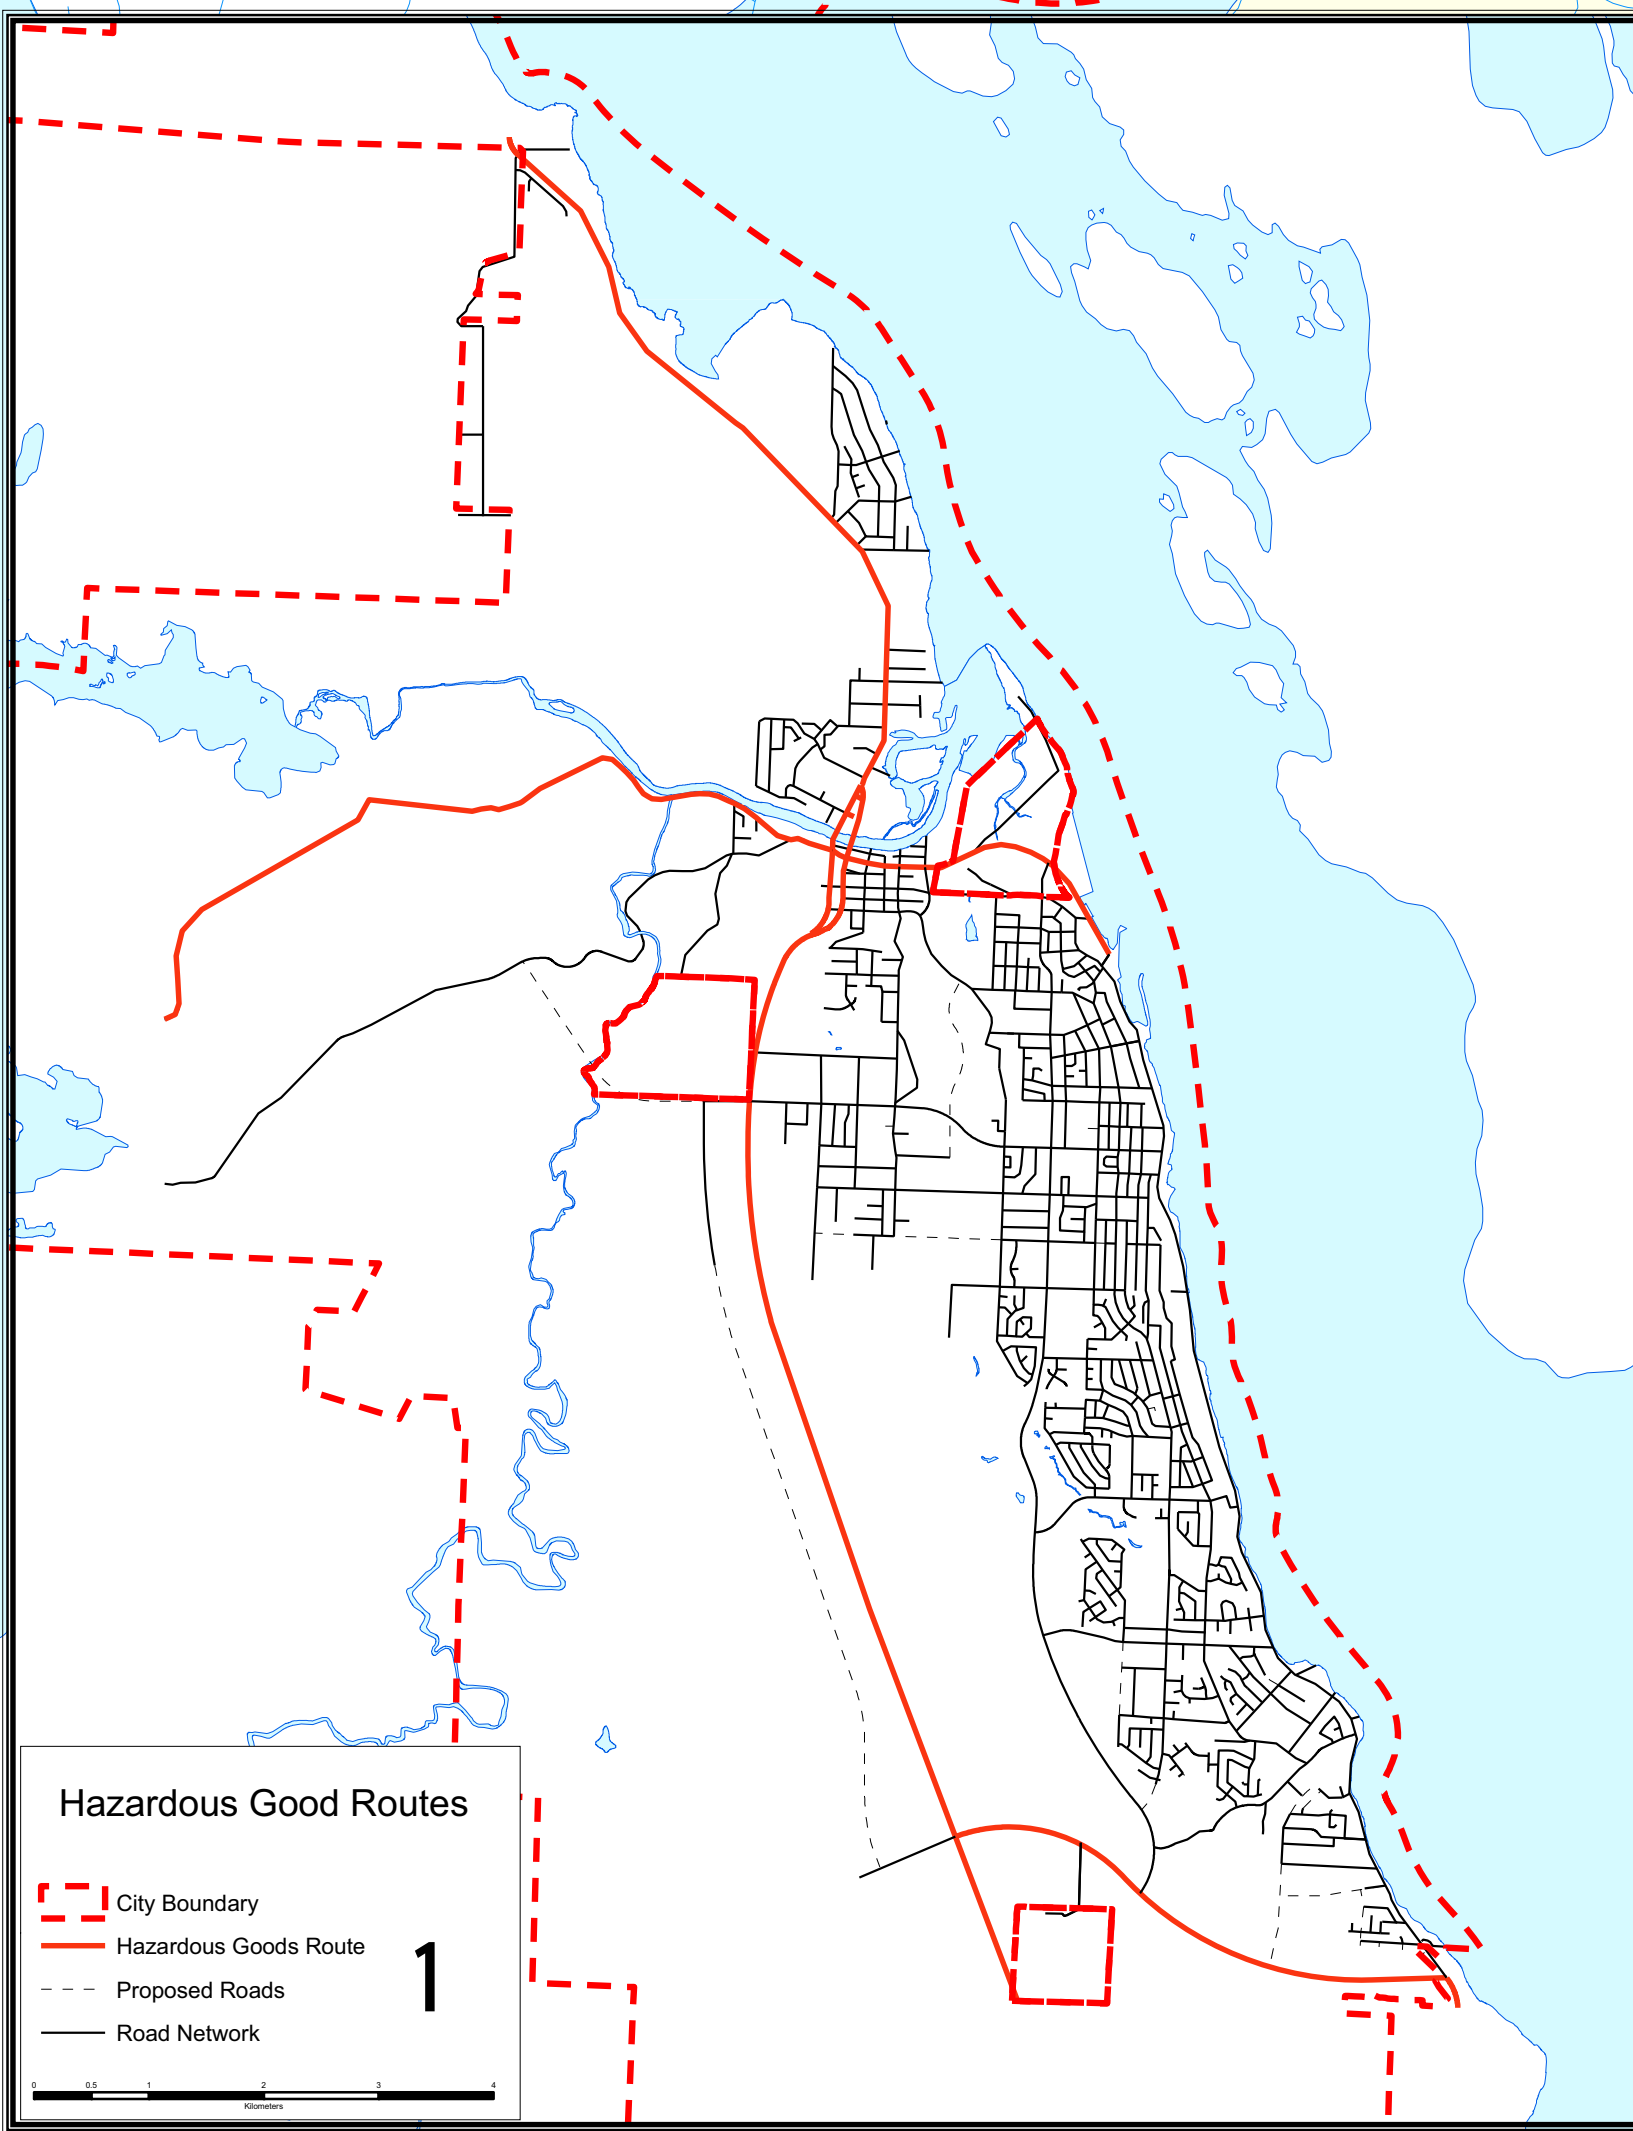 Hazardous Good Routes
City Boundary
Hazardous Goods Route
1
Proposed Roads
Road Network
0 0.5 1 2 3 4
Kilometers